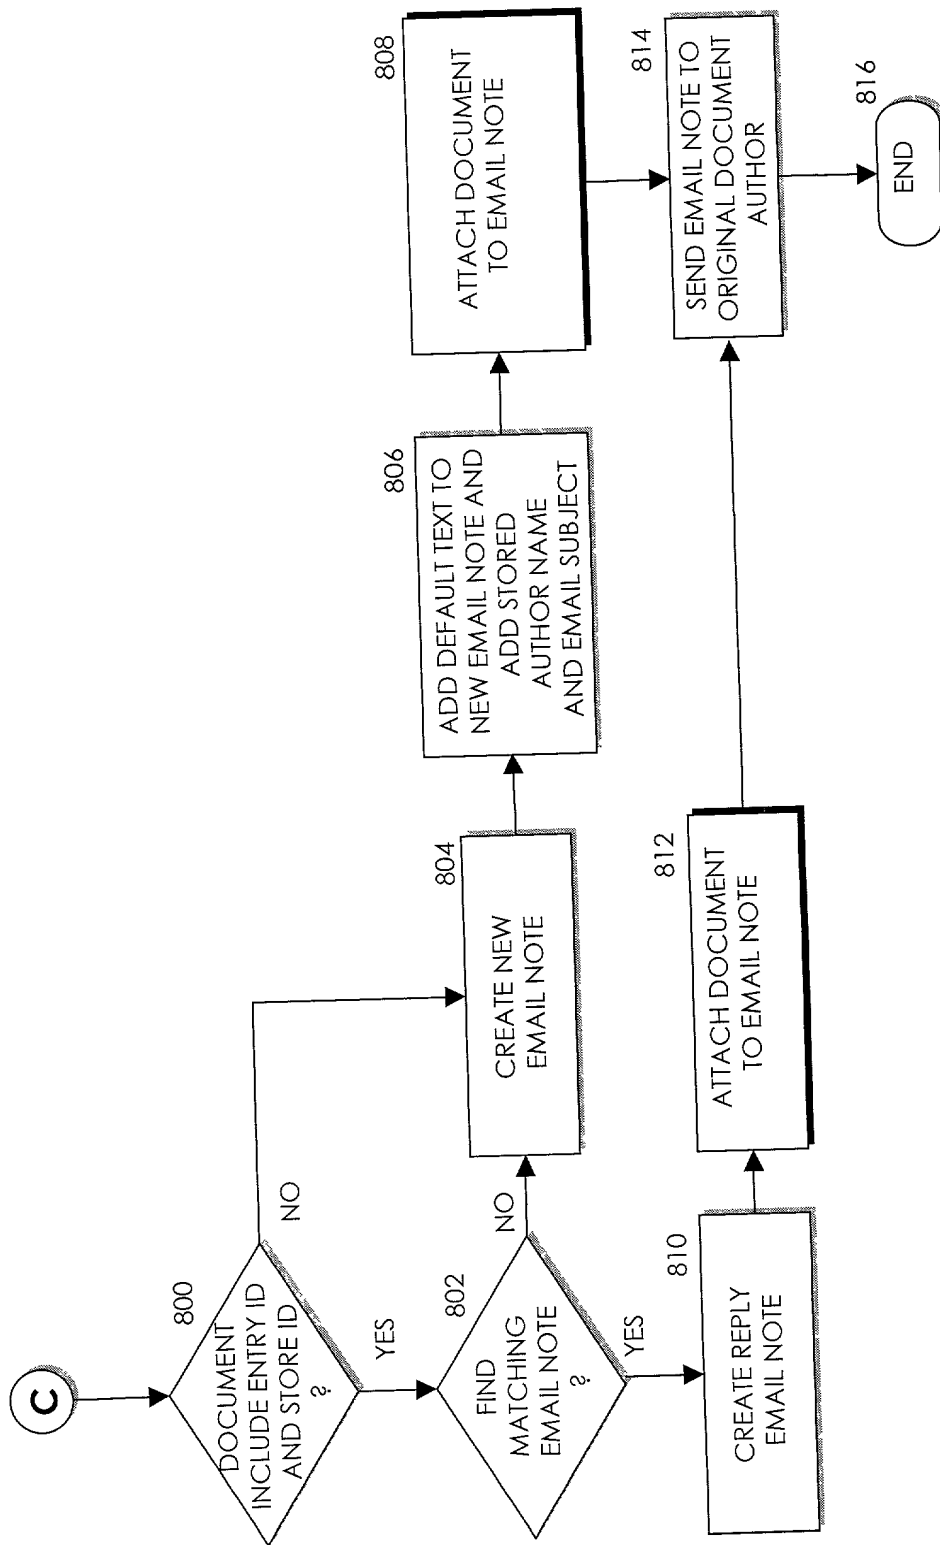 C
800
DOCUMENT
INCLUDE ENTRY ID
AND STORE ID
?
NO
YES
802
FIND
MATCHING
EMAIL NOTE
?
NO
YES
804
CREATE NEW
EMAIL NOTE
806
ADD DEFAULT TEXT TO
NEW EMAIL NOTE AND
ADD STORED
AUTHOR NAME
AND EMAIL SUBJECT
808
ATTACH DOCUMENT
TO EMAIL NOTE
810
CREATE REPLY
EMAIL NOTE
812
ATTACH DOCUMENT
TO EMAIL NOTE
814
SEND EMAIL NOTE TO
ORIGINAL DOCUMENT
AUTHOR
816
END